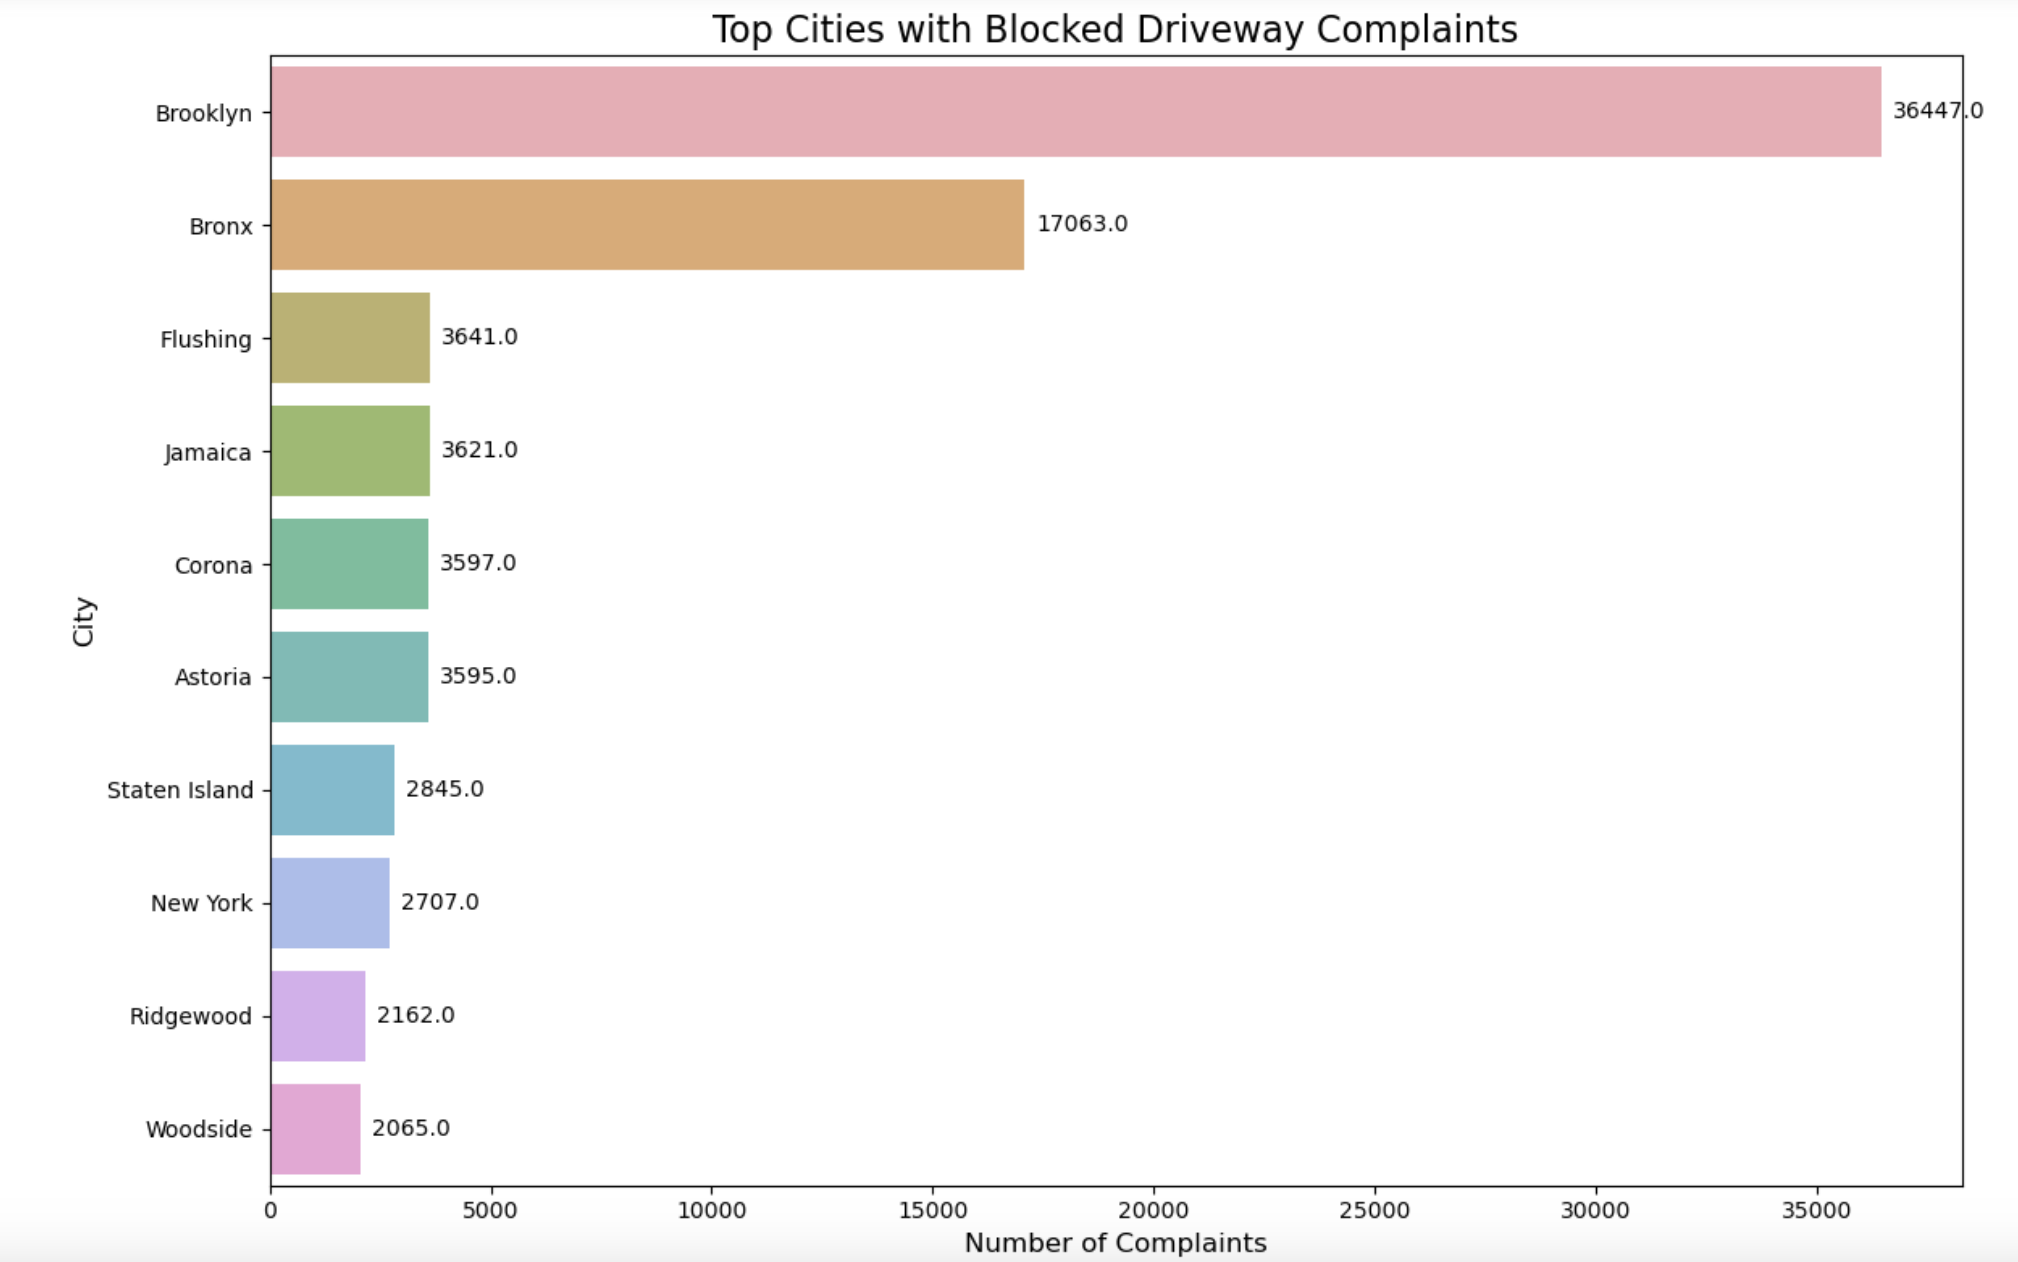 Top Cities with Blocked Driveway Complaints
Brooklyn 36447.0
Bronx 17063.0
Flushing 3641.0
Jamaica 3621.0
Corona 3597.0
City
Astoria 3595.0
Staten Island 2845.0
New York 2707.0
Ridgewood 2162.0
Woodside 2065.0
0 5000 10000 15000 20000 25000 30000 35000
Number of Complaints